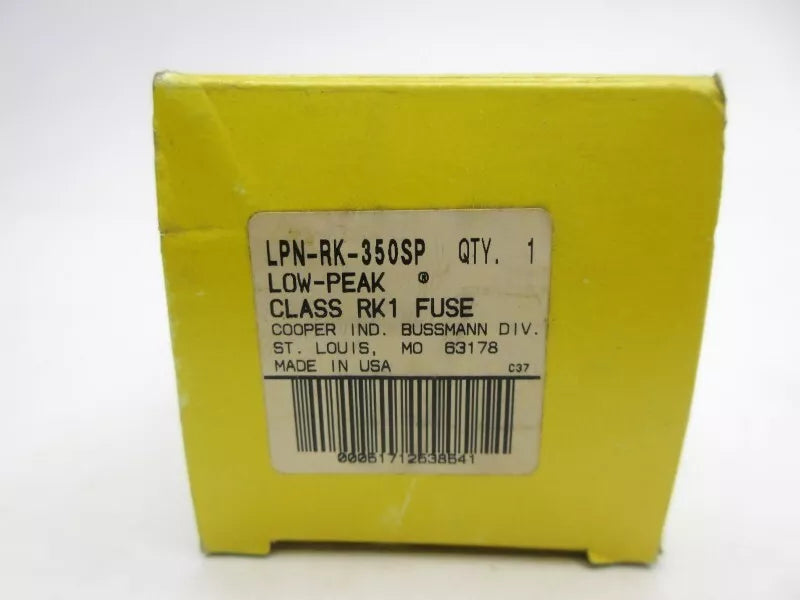 LPN-RK-350SP QTY. 1
LOW-PEAK ®
CLASS RK1 FUSE
COOPER IND. BUSSMANN DIV.
ST. LOUIS, MO 63178
MADE IN USA C37
00051712538541